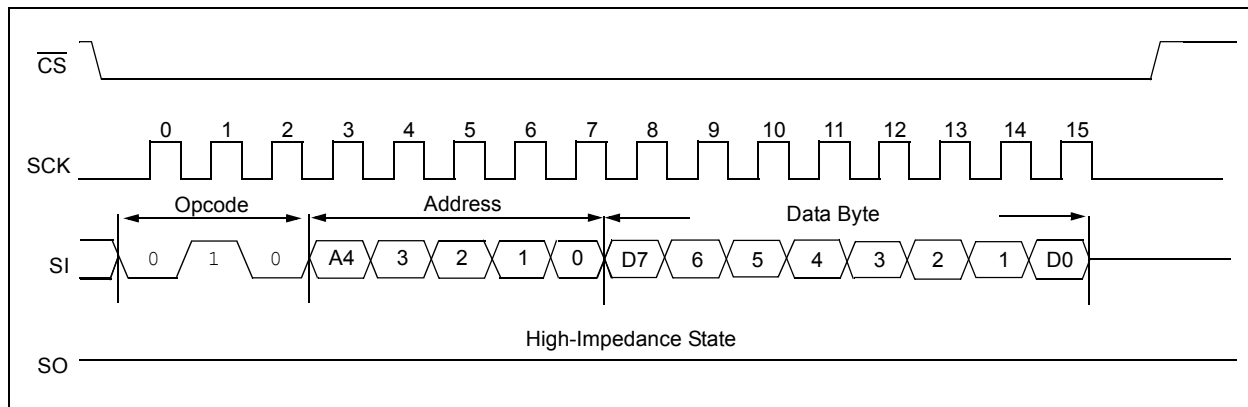 CS
0 1 2 3 4 5 6 7 8 9 10 11 12 13 14 15
SCK
Opcode Address Data Byte
SI 0 1 0 A4 3 2 1 0 D7 6 5 4 3 2 1 D0
High-Impedance State
SO